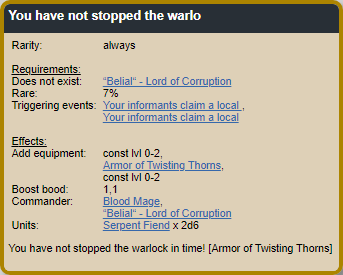 You have not stopped the warlo
Rarity: always
Requirements:
Does not exist: “Belial“ - Lord of Corruption
Rare: 7%
Triggering events: Your informants claim a local ,
Your informants claim a local
Effects:
Add equipment: const lvl 0-2,
Armor of Twisting Thorns,
const lvl 0-2
Boost bood: 1,1
Commander: Blood Mage,
“Belial“ - Lord of Corruption
Units: Serpent Fiend x 2d6
You have not stopped the warlock in time! [Armor of Twisting Thorns]